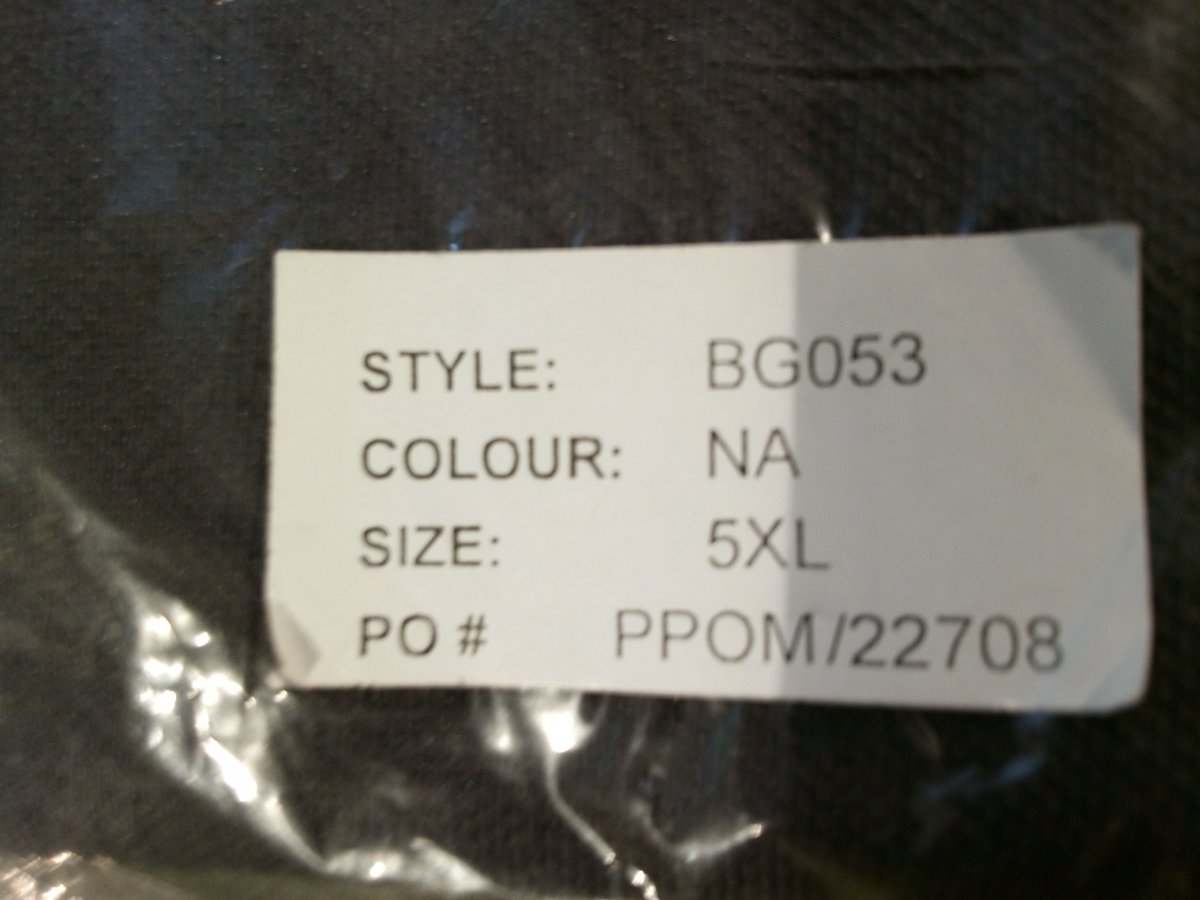 STYLE: BG053
COLOUR: NA
SIZE: 5XL
PO # PPOM/22708